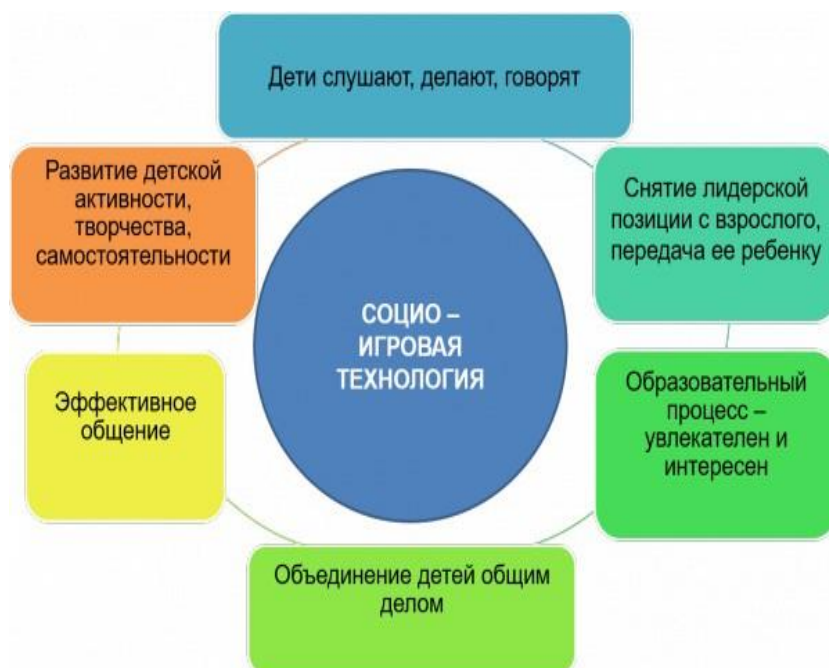 Дети слушают, делают, говорят
Развитие детской
активности,
творчества,
самостоятельности
Снятие лидерской
позиции с взрослого,
передача ее ребенку
СОЦИО –
ИГРОВАЯ
ТЕХНОЛОГИЯ
Эффективное
общение
Образовательный
процесс –
увлекателен и
интересен
Объединение детей общим
делом